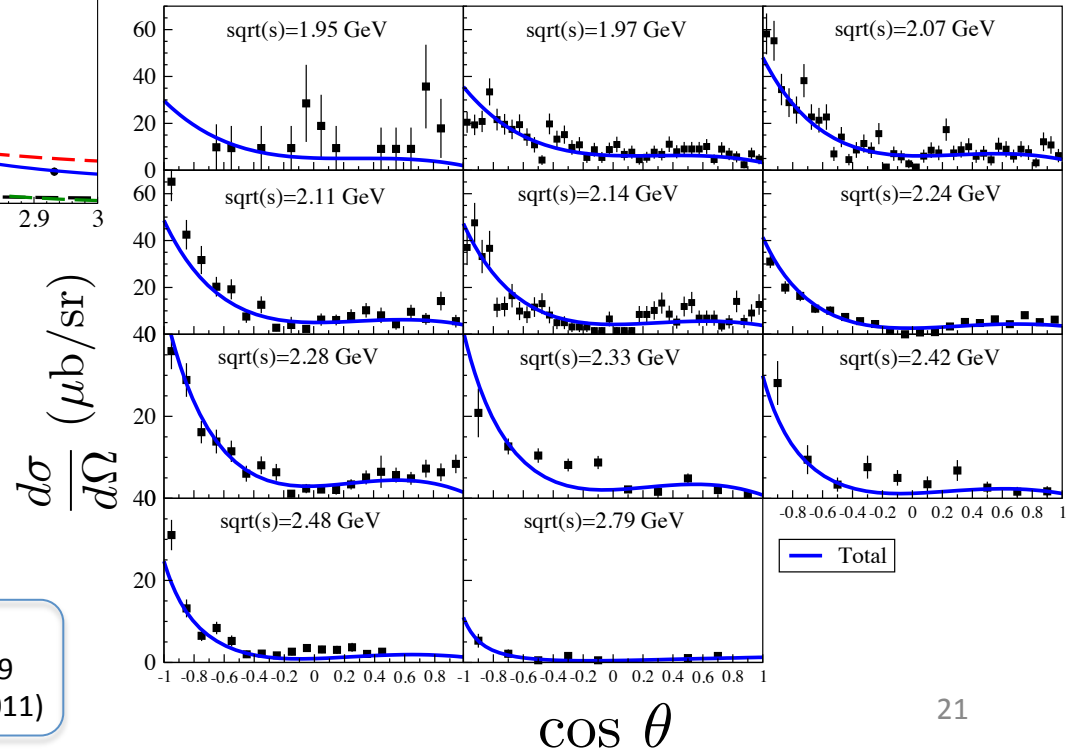 sqrt(s)=1.95 GeV
sqrt(s)=1.97 GeV
sqrt(s)=2.07 GeV
60
40
20
0
sqrt(s)=2.11 GeV
sqrt(s)=2.14 GeV
sqrt(s)=2.24 GeV
60
40
20
40
2.9 3
sqrt(s)=2.28 GeV
sqrt(s)=2.33 GeV
sqrt(s)=2.42 GeV
20
40
dσ/dΩ (μb/sr)
-0.8 -0.6 -0.4 -0.2 0 0.2 0.4 0.6 0.8 1
sqrt(s)=2.48 GeV
sqrt(s)=2.79 GeV
Total
20
0
-1 -0.8 -0.6 -0.4 -0.2 0 0.2 0.4 0.6 0.8 -1 -0.8 -0.6 -0.4 -0.2 0 0.2 0.4 0.6 0.8 1
cos θ
9
11)
21